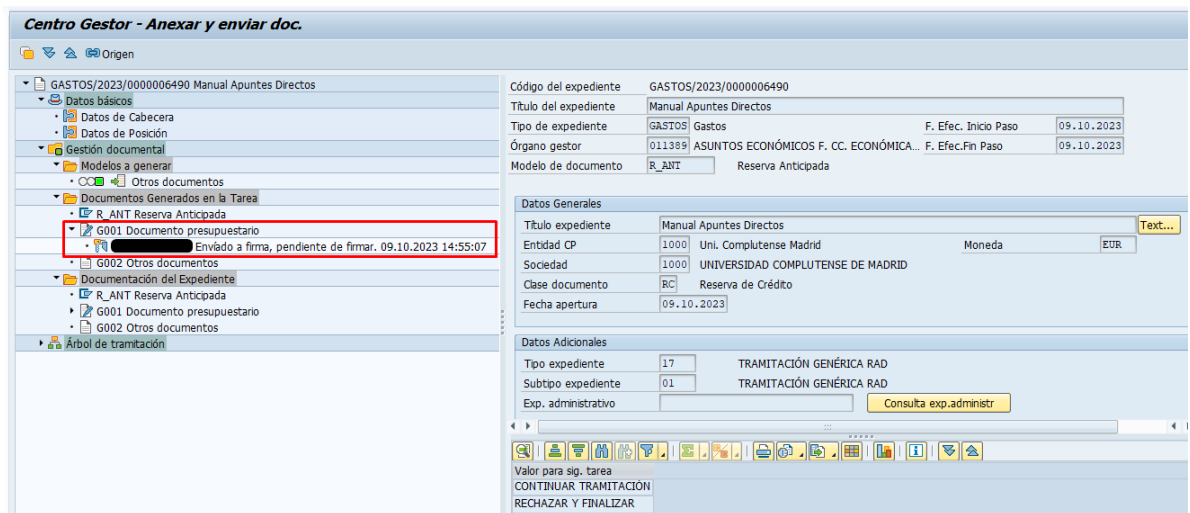 Centro Gestor - Anexar y enviar doc.
Origen
GASTOS/2023/0000006490 Manual Apuntes Directos
Datos básicos
Datos de Cabecera
Datos de Posición
Gestión documental
Modelos a generar
Otros documentos
Documentos Generados en la Tarea
R_ANT Reserva Anticipada
G001 Documento presupuestario
Envíado a firma, pendiente de firmar. 09.10.2023 14:55:07
G002 Otros documentos
Documentación del Expediente
R_ANT Reserva Anticipada
G001 Documento presupuestario
G002 Otros documentos
Árbol de tramitación
Código del expediente GASTOS/2023/0000006490
Título del expediente Manual Apuntes Directos
Tipo de expediente GASTOS Gastos F. Efec. Inicio Paso 09.10.2023
Órgano gestor 011389 ASUNTOS ECONÓMICOS F. CC. ECONÓMICA... F. Efec.Fin Paso 09.10.2023
Modelo de documento R_ANT Reserva Anticipada
Datos Generales
Título expediente Manual Apuntes Directos Text...
Entidad CP 1000 Uni. Complutense Madrid Moneda EUR
Sociedad 1000 UNIVERSIDAD COMPLUTENSE DE MADRID
Clase documento RC Reserva de Crédito
Fecha apertura 09.10.2023
Datos Adicionales
Tipo expediente 17 TRAMITACIÓN GENÉRICA RAD
Subtipo expediente 01 TRAMITACIÓN GENÉRICA RAD
Exp. administrativo Consulta exp.administr
Valor para sig. tarea
CONTINUAR TRAMITACIÓN
RECHAZAR Y FINALIZAR